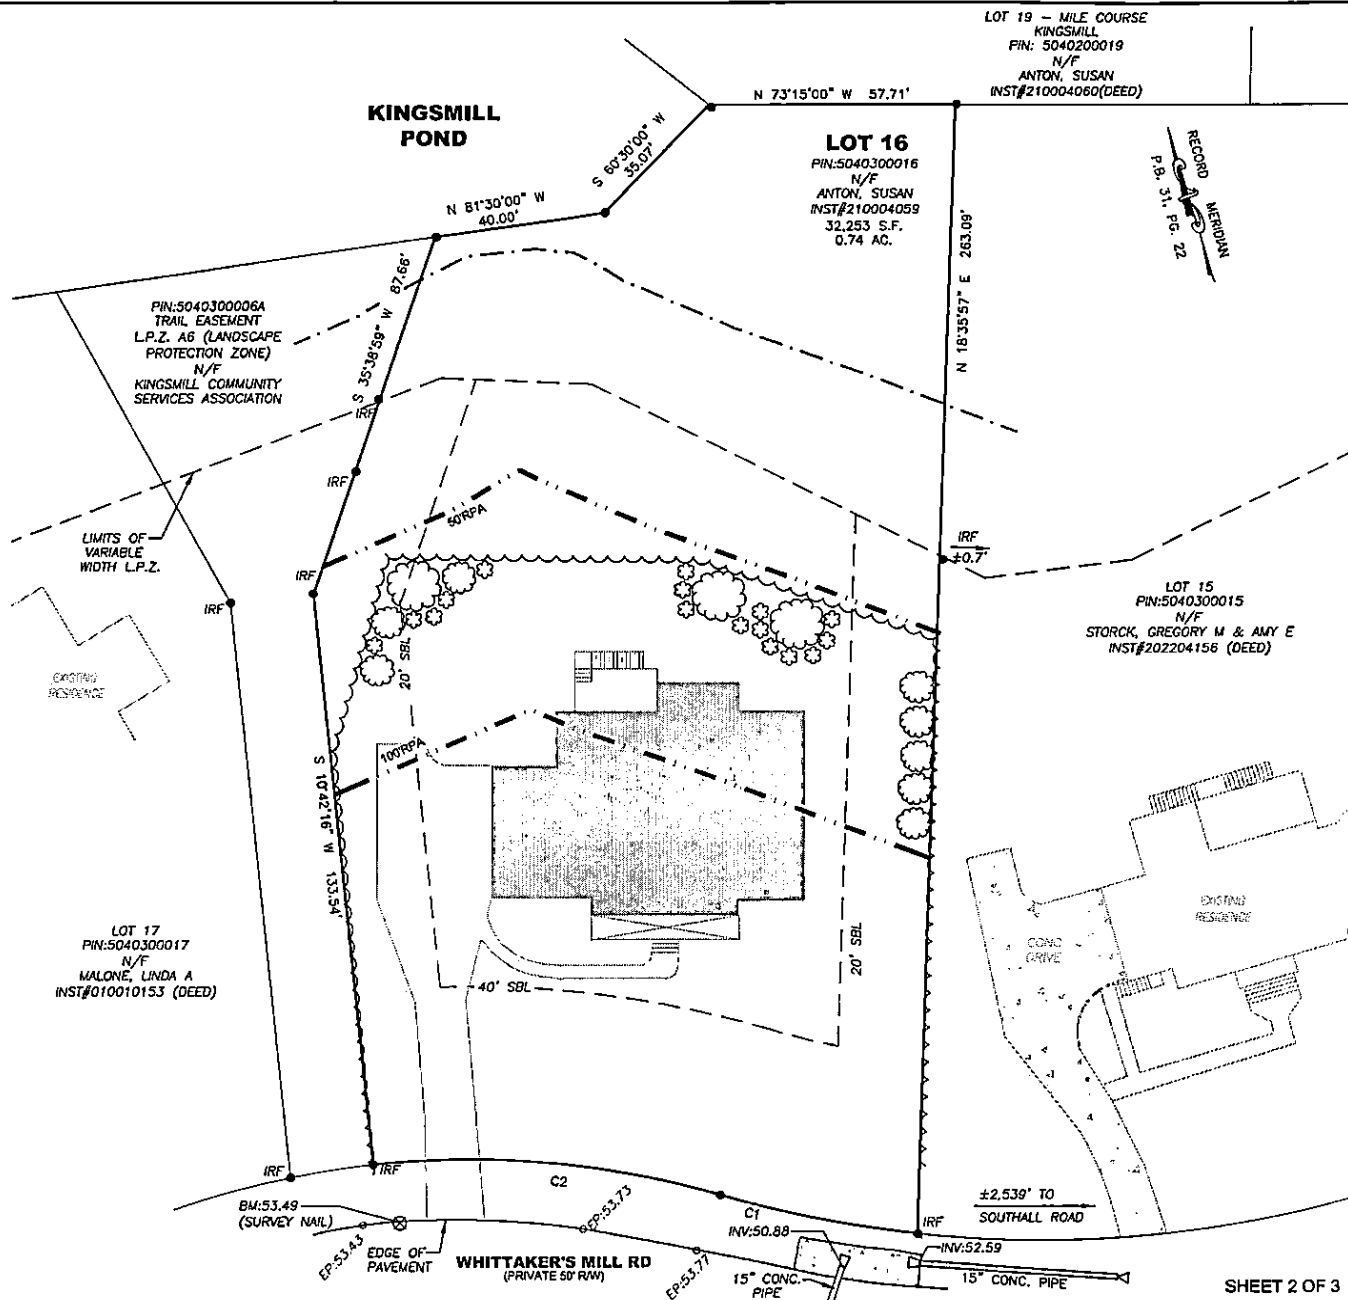 LOT 19 – MILE COURSE
KINGSMILL
PIN: 5040200019
N/F
ANTON, SUSAN
INST#210004060(DEED)
KINGSMILL
POND
N 73°15'00" W 57.71'
S 60°30'00" W
35.07'
N 81°30'00" W
40.00'
LOT 16
PIN:5040300016
N/F
ANTON, SUSAN
INST#210004059
32,253 S.F.
0.74 AC.
RECORD MERIDIAN
P.B. 31, PG. 22
N 18°35'57" E 263.09'
S 35°38'59" W 87.66'
PIN:5040300006A
TRAIL EASEMENT
L.P.Z. A6 (LANDSCAPE
PROTECTION ZONE)
N/F
KINGSMILL COMMUNITY
SERVICES ASSOCIATION
IRF
IRF
LIMITS OF
VARIABLE
WIDTH L.P.Z.
50'RPA
IRF
±0.7'
IRF
IRF
LOT 15
PIN:5040300015
N/F
STORCK, GREGORY M & AMY E
INST#202204156 (DEED)
EXISTING
RESIDENCE
20' SBL
100'RPA
S 10°42'16" W 133.54'
EXISTING
RESIDENCE
CONC
DRIVE
LOT 17
PIN:5040300017
N/F
MALONE, LINDA A
INST#010010153 (DEED)
20' SBL
40' SBL
IRF
IRF
C2
C1
IRF
±2,539' TO
SOUTHALL ROAD
BM:53.49
(SURVEY NAIL)
EP:53.43
EDGE OF
PAVEMENT
EP:53.73
WHITTAKER'S MILL RD
(PRIVATE 50' R/W)
EP:53.77
INV:50.88
INV:52.59
15" CONC.
PIPE
15" CONC. PIPE
SHEET 2 OF 3